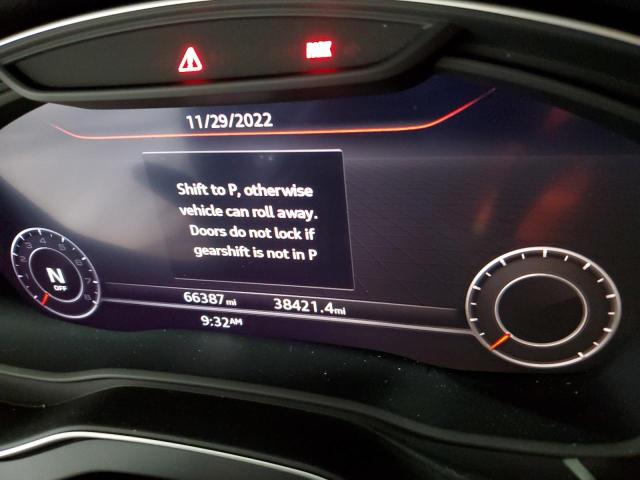 11/29/2022
Shift to P, otherwise
vehicle can roll away.
Doors do not lock if
gearshift is not in P
N
OFF
66387 mi 38421.4 mi
9:32 AM